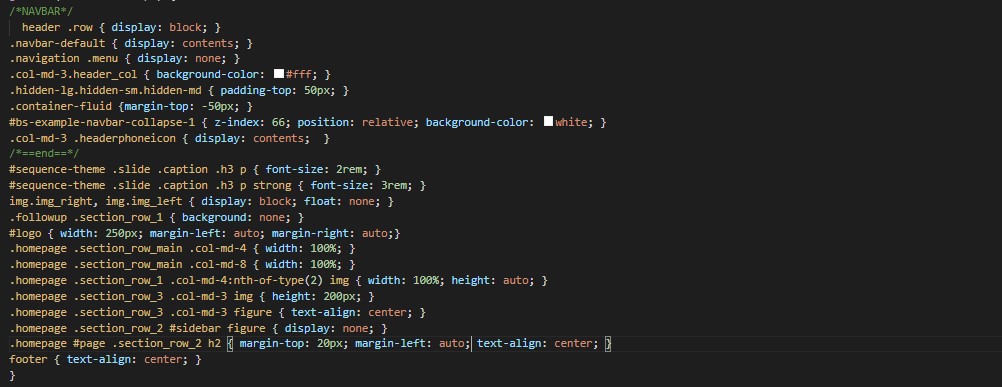 /*NAVBAR*/
header .row { display: block; }
.navbar-default { display: contents; }
.navigation .menu { display: none; }
.col-md-3.header_col { background-color: #fff; }
.hidden-lg.hidden-sm.hidden-md { padding-top: 50px; }
.container-fluid {margin-top: -50px; }
#bs-example-navbar-collapse-1 { z-index: 66; position: relative; background-color: white; }
.col-md-3 .headerphoneicon { display: contents;  }
/*==end==*/
#sequence-theme .slide .caption .h3 p { font-size: 2rem; }
#sequence-theme .slide .caption .h3 p strong { font-size: 3rem; }
img.img_right, img.img_left { display: block; float: none; }
.followup .section_row_1 { background: none; }
#logo { width: 250px; margin-left: auto; margin-right: auto;}
.homepage .section_row_main .col-md-4 { width: 100%; }
.homepage .section_row_main .col-md-8 { width: 100%; }
.homepage .section_row_1 .col-md-4:nth-of-type(2) img { width: 100%; height: auto; }
.homepage .section_row_3 .col-md-3 img { height: 200px; }
.homepage .section_row_3 .col-md-3 figure { text-align: center; }
.homepage .section_row_2 #sidebar figure { display: none; }
.homepage #page .section_row_2 h2 { margin-top: 20px; margin-left: auto; text-align: center; }
footer { text-align: center; }
}